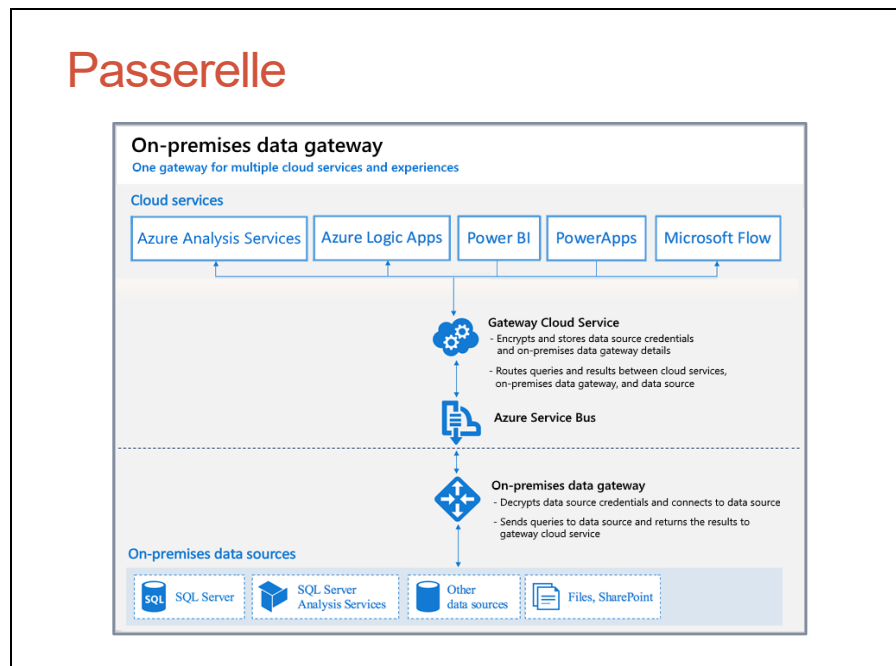 Passerelle
On-premises data gateway
One gateway for multiple cloud services and experiences
Cloud services
Azure Analysis Services
Azure Logic Apps
Power BI
PowerApps
Microsoft Flow
Gateway Cloud Service
- Encrypts and stores data source credentials
and on-premises data gateway details
- Routes queries and results between cloud services,
on-premises data gateway, and data source
Azure Service Bus
On-premises data gateway
- Decrypts data source credentials and connects to data source
- Sends queries to data source and returns the results to
gateway cloud service
On-premises data sources
SQL
SQL Server
SQL Server
Analysis Services
Other
data sources
Files, SharePoint